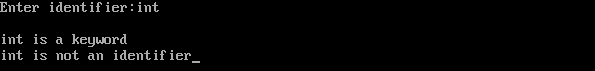 Enter identifier:int
int is a keyword
int is not an identifier_